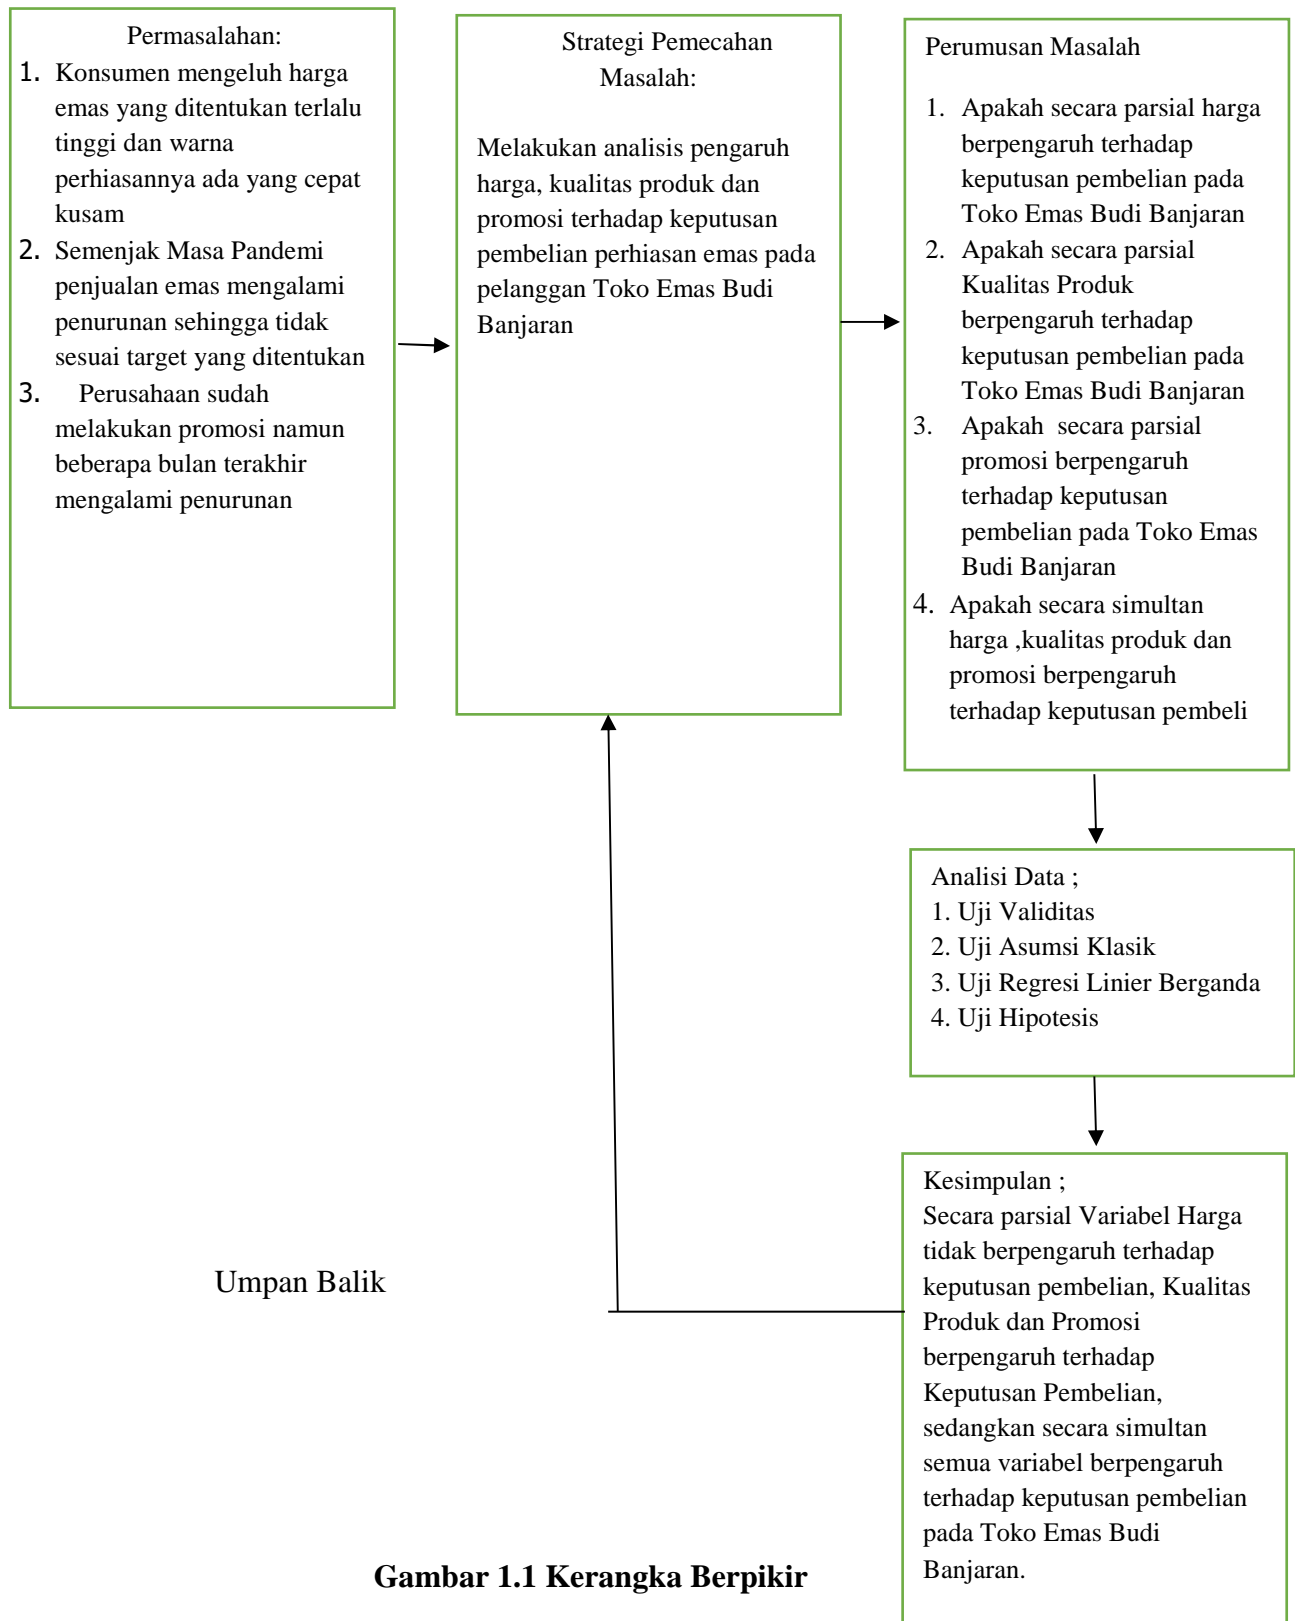 Permasalahan:
1. Konsumen mengeluh harga
emas yang ditentukan terlalu
tinggi dan warna
perhiasannya ada yang cepat
kusam
2. Semenjak Masa Pandemi
penjualan emas mengalami
penurunan sehingga tidak
sesuai target yang ditentukan
3. Perusahaan sudah
melakukan promosi namun
beberapa bulan terakhir
mengalami penurunan
Strategi Pemecahan
Masalah:
Melakukan analisis pengaruh
harga, kualitas produk dan
promosi terhadap keputusan
pembelian perhiasan emas pada
pelanggan Toko Emas Budi
Banjaran
Perumusan Masalah
1. Apakah secara parsial harga
berpengaruh terhadap
keputusan pembelian pada
Toko Emas Budi Banjaran
2. Apakah secara parsial
Kualitas Produk
berpengaruh terhadap
keputusan pembelian pada
Toko Emas Budi Banjaran
3. Apakah secara parsial
promosi berpengaruh
terhadap keputusan
pembelian pada Toko Emas
Budi Banjaran
4. Apakah secara simultan
harga ,kualitas produk dan
promosi berpengaruh
terhadap keputusan pembeli
Analisi Data ;
1. Uji Validitas
2. Uji Asumsi Klasik
3. Uji Regresi Linier Berganda
4. Uji Hipotesis
Kesimpulan ;
Secara parsial Variabel Harga
tidak berpengaruh terhadap
keputusan pembelian, Kualitas
Produk dan Promosi
berpengaruh terhadap
Keputusan Pembelian,
sedangkan secara simultan
semua variabel berpengaruh
terhadap keputusan pembelian
pada Toko Emas Budi
Banjaran.
Umpan Balik
Gambar 1.1 Kerangka Berpikir